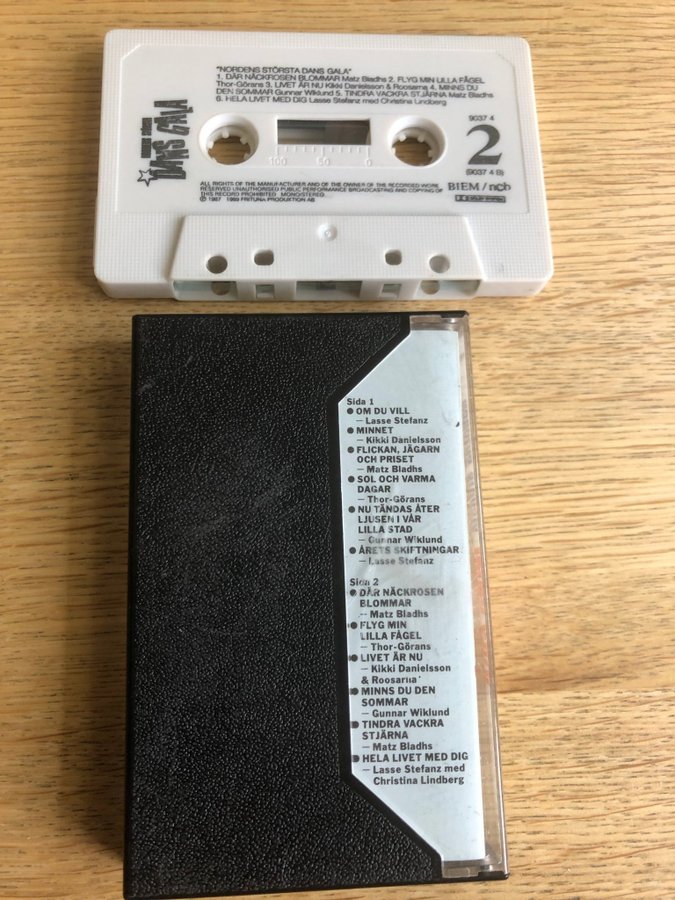 "NORDENS STÖRSTA DANS GALA"
1. DÄR NÄCKROSEN BLOMMAR Matz Bladhs 2. FLYG MIN LILLA FÅGEL
Thor-Görans 3. LIVET ÄR NU Kikki Danielsson & Roosarna 4. MINNS DU
DEN SOMMAR Gunnar Wiklund 5. TINDRA VACKRA STJÄRNA Matz Bladhs
6. HELA LIVET MED DIG Lasse Stefanz med Christina Lindberg
DANS GALA
9037 4
2
(9037 4 B)
100 50 0
BIEM/ncb
DOLBY SYSTEM
ALL RIGHTS OF THE MANUFACTURER AND OF THE OWNER OF THE RECORDED WORK
RESERVED UNAUTHORISED PUBLIC PERFORMANCE BROADCASTING AND COPYING OF
THIS RECORD PROHIBITED MONO/STEREO
℗ 1987 1989 FRITUNA PRODUKTION AB
Sida 1
● OM DU VILL
– Lasse Stefanz
● MINNET
– Kikki Danielsson
● FLICKAN, JÄGARN
OCH PRISET
– Matz Bladhs
● SOL OCH VARMA
DAGAR
– Thor-Görans
● NU TÄNDAS ÅTER
LJUSEN I VÅR
LILLA STAD
– Gunnar Wiklund
● ÅRETS SKIFTNINGAR
– Lasse Stefanz
Sida 2
● DÄR NÄCKROSEN
BLOMMAR
– Matz Bladhs
● FLYG MIN
LILLA FÅGEL
– Thor-Görans
● LIVET ÄR NU
– Kikki Danielsson
& Roosarna
● MINNS DU DEN
SOMMAR
– Gunnar Wiklund
● TINDRA VACKRA
STJÄRNA
– Matz Bladhs
● HELA LIVET MED DIG
– Lasse Stefanz med
Christina Lindberg